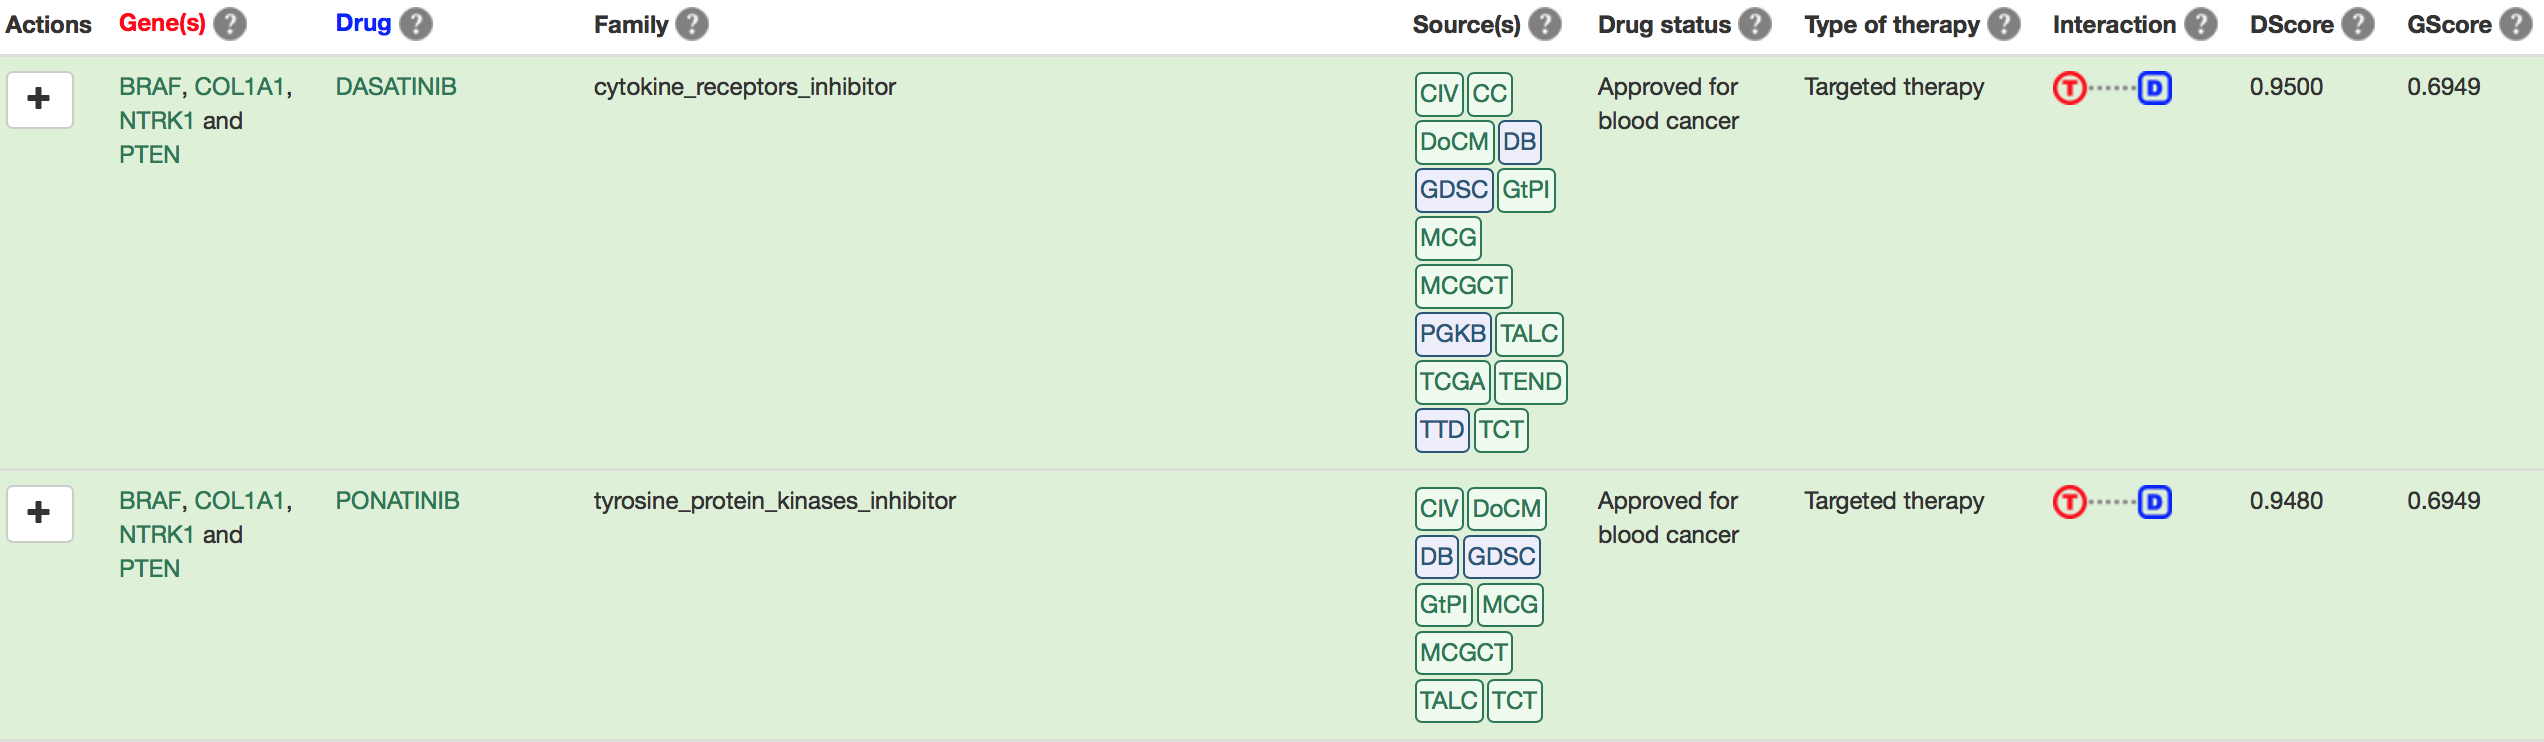 Actions Gene(s) ? Drug ? Family ? Source(s) ? Drug status ? Type of therapy ? Interaction ? DScore ? GScore ?
+ BRAF, COL1A1, DASATINIB cytokine_receptors_inhibitor CIV CC Approved for Targeted therapy T D 0.9500 0.6949
NTRK1 and DoCM DB blood cancer
PTEN GDSC GtPl
MCG
MCGCT
PGKB TALC
TCGA TEND
TTD TCT
+ BRAF, COL1A1, PONATINIB tyrosine_protein_kinases_inhibitor CIV DoCM Approved for Targeted therapy T D 0.9480 0.6949
NTRK1 and DB GDSC blood cancer
PTEN GtPl MCG
MCGCT
TALC TCT